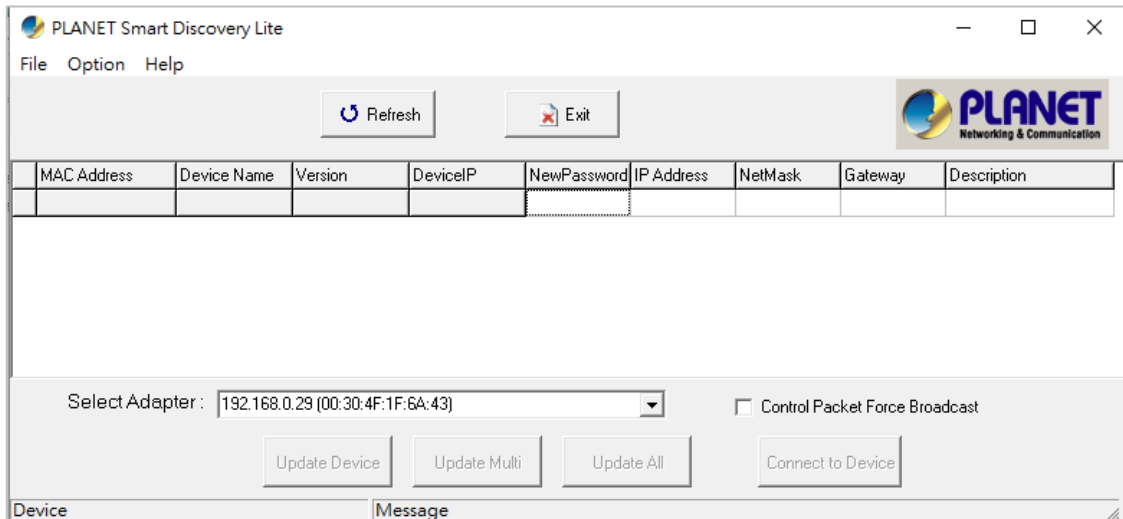 PLANET Smart Discovery Lite
File Option Help
Refresh Exit PLANET
Networking & Communication
MAC Address Device Name Version DeviceIP NewPassword IP Address NetMask Gateway Description
Select Adapter : 192.168.0.29 (00:30:4F:1F:6A:43) Control Packet Force Broadcast
Update Device Update Multi Update All Connect to Device
Device Message